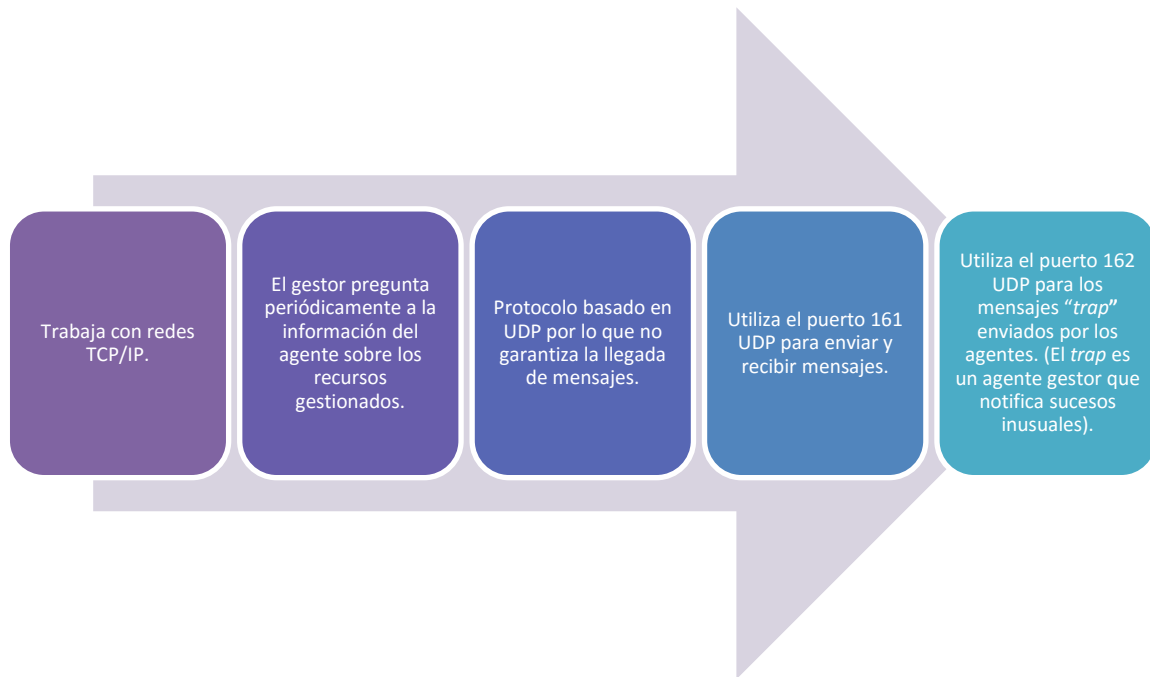 Trabaja con redes
TCP/IP.
El gestor pregunta
periódicamente a la
información del
agente sobre los
recursos
gestionados.
Protocolo basado en
UDP por lo que no
garantiza la llegada
de mensajes.
Utiliza el puerto 161
UDP para enviar y
recibir mensajes.
Utiliza el puerto 162
UDP para los
mensajes “trap”
enviados por los
agentes. (El trap es
un agente gestor que
notifica sucesos
inusuales).